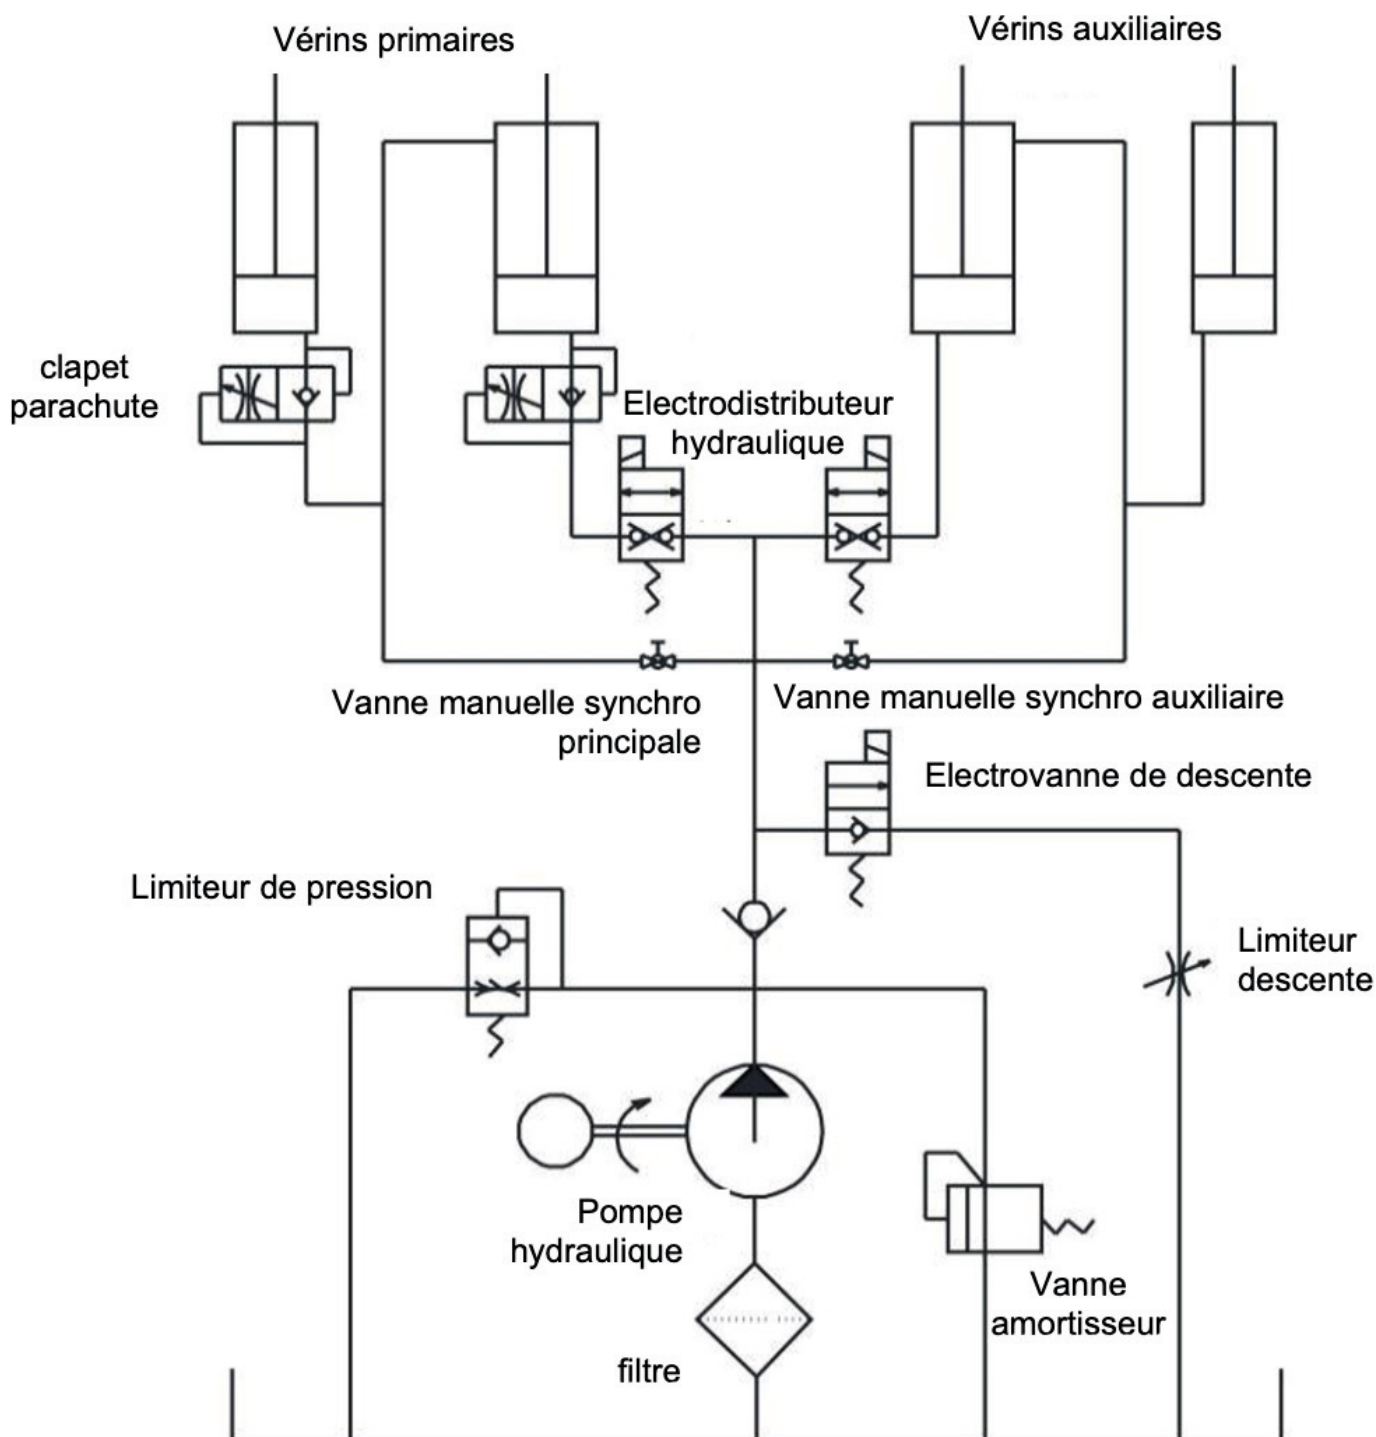 Vérins primaires
Vérins auxiliaires
clapet
parachute
Electrodistributeur
hydraulique
Vanne manuelle synchro
principale
Vanne manuelle synchro auxiliaire
Electrovanne de descente
Limiteur de pression
Limiteur
descente
Pompe
hydraulique
Vanne
amortisseur
filtre